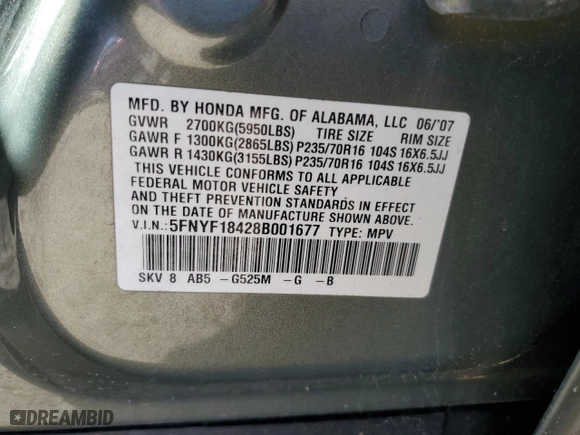 MFD. BY HONDA MFG. OF ALABAMA, LLC 06/'07
GVWR 2700KG(5950LBS) TIRE SIZE RIM SIZE
GAWR F 1300KG(2865LBS) P235/70R16 104S 16X6.5JJ
GAWR R 1430KG(3155LBS) P235/70R16 104S 16X6.5JJ
THIS VEHICLE CONFORMS TO ALL APPLICABLE
FEDERAL MOTOR VEHICLE SAFETY
AND THEFT PREVENTION STANDARDS IN EFFECT
ON THE DATE OF MANUFACTURE SHOWN ABOVE.
V.I.N.: 5FNYF18428B001677 TYPE: MPV
SKV 8 AB5 -G525M -G -B
DREAMBID